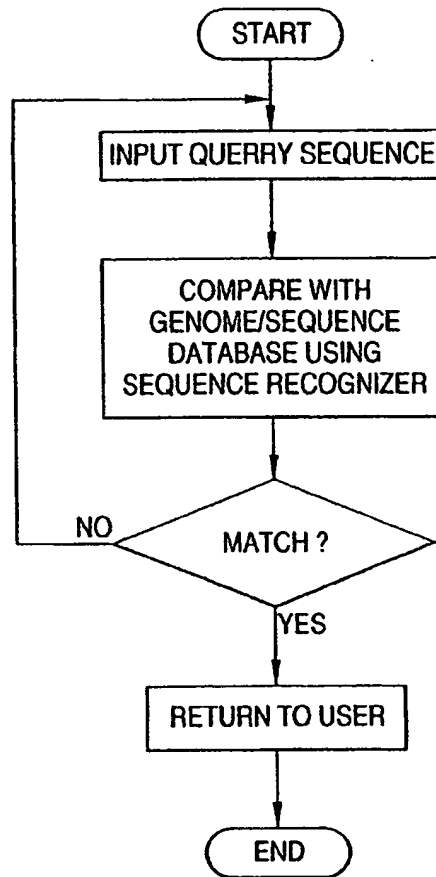 START
INPUT QUERRY SEQUENCE
COMPARE WITH
GENOME/SEQUENCE
DATABASE USING
SEQUENCE RECOGNIZER
NO
MATCH ?
YES
RETURN TO USER
END